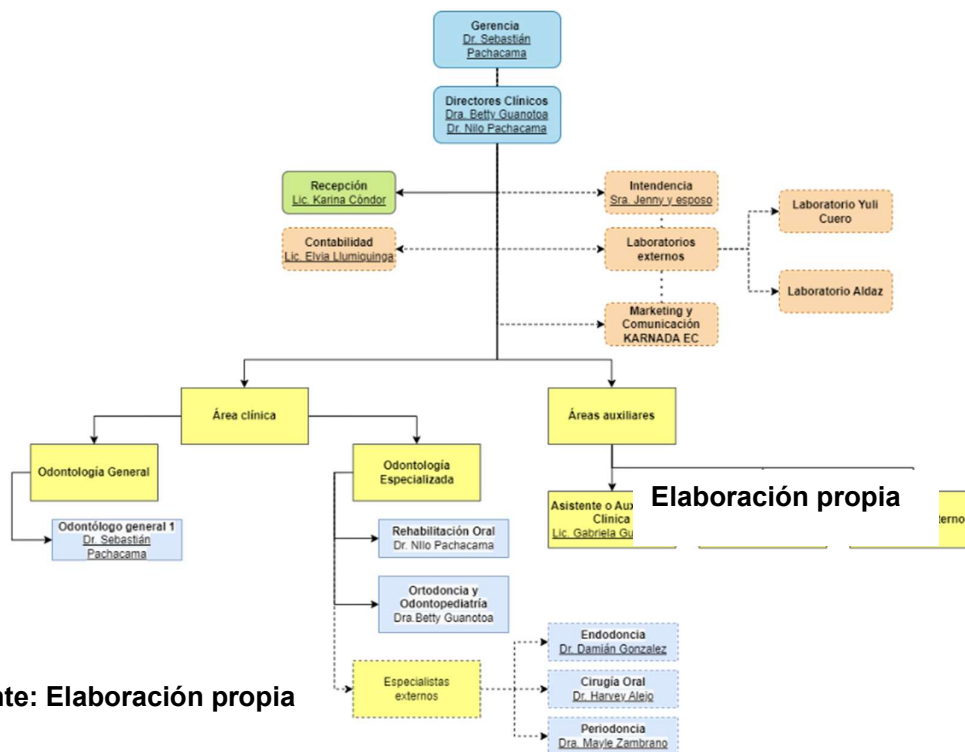 Gerencia
Dr. Sebastián
Pachacama
Directores Clínicos
Dra. Betty Guanotoa
Dr. Nilo Pachacama
Recepción
Lic. Karina Cóndor
Intendencia
Sra. Jenny y esposo
Laboratorio Yuli
Cuero
Contabilidad
Lic. Elvia Llumiquinga
Laboratorios
externos
Laboratorio Aldaz
Marketing y
Comunicación
KARNADA EC
Área clínica
Áreas auxiliares
Odontología General
Odontología
Especializada
Elaboración propia
Asistente o
Clinica
Lic. Gabriela
Odontólogo general 1
Dr. Sebastián
Pachacama
Rehabilitación Oral
Dr. Nilo Pachacama
Ortodoncia y
Odontopediatría
Dra.Betty Guanotoa
Especialistas
externos
Endodoncia
Dr. Damián Gonzalez
Cirugía Oral
Dr. Harvey Alejo
Periodoncia
Dra. Mayle Zambrano
Elaboración propia